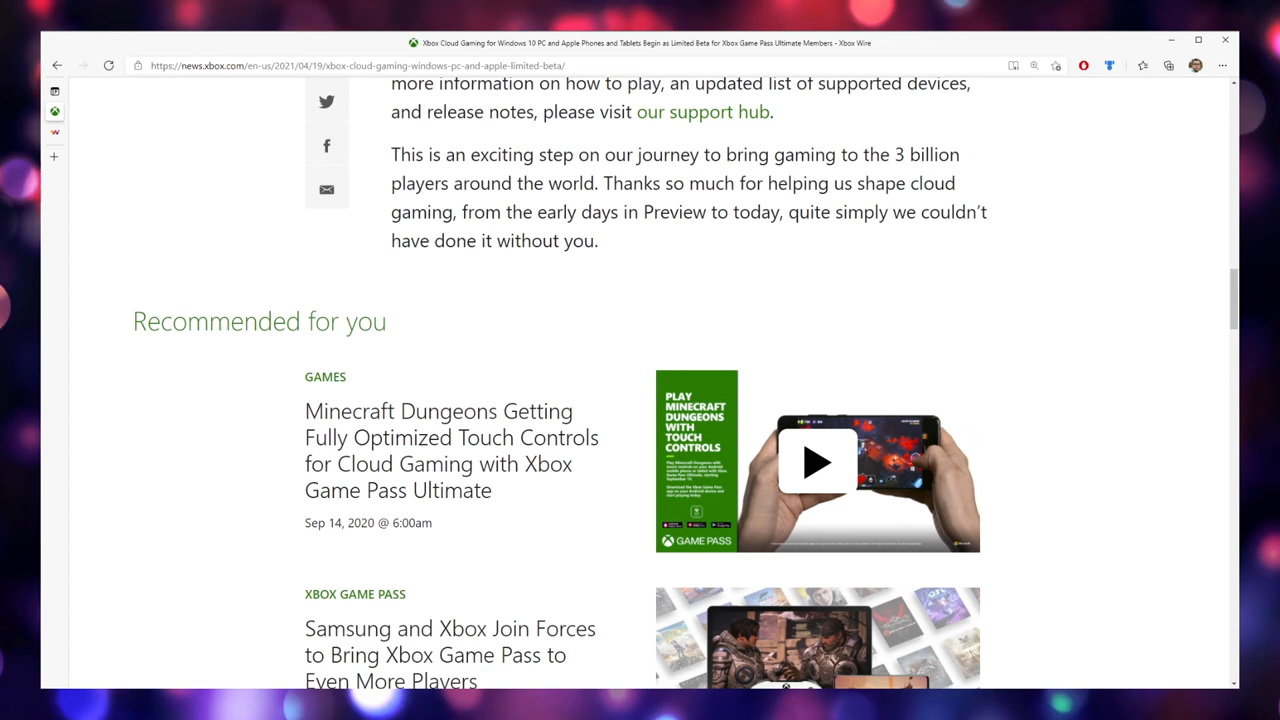 Xbox Cloud Gaming for Windows 10 PC and Apple Phones and Tablets Begin as Limited Beta for Xbox Game Pass Ultimate Members - Xbox Wire
https://news.xbox.com/en-us/2021/04/19/xbox-cloud-gaming-windows-pc-and-apple-limited-beta/
more information on how to play, an updated list of supported devices,
and release notes, please visit our support hub.
This is an exciting step on our journey to bring gaming to the 3 billion
players around the world. Thanks so much for helping us shape cloud
gaming, from the early days in Preview to today, quite simply we couldn’t
have done it without you.
Recommended for you
GAMES
Minecraft Dungeons Getting
Fully Optimized Touch Controls
for Cloud Gaming with Xbox
Game Pass Ultimate
Sep 14, 2020 @ 6:00am
PLAY
MINECRAFT
DUNGEONS
WITH
TOUCH
CONTROLS
GAME PASS
XBOX GAME PASS
Samsung and Xbox Join Forces
to Bring Xbox Game Pass to
Even More Players